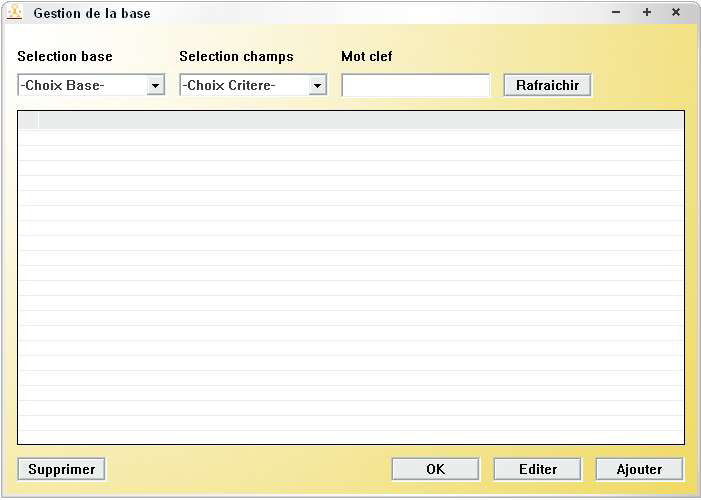 Gestion de la base
Selection base Selection champs Mot clef
-Choix Base- -Choix Critere- Rafraichir
Supprimer OK Editer Ajouter